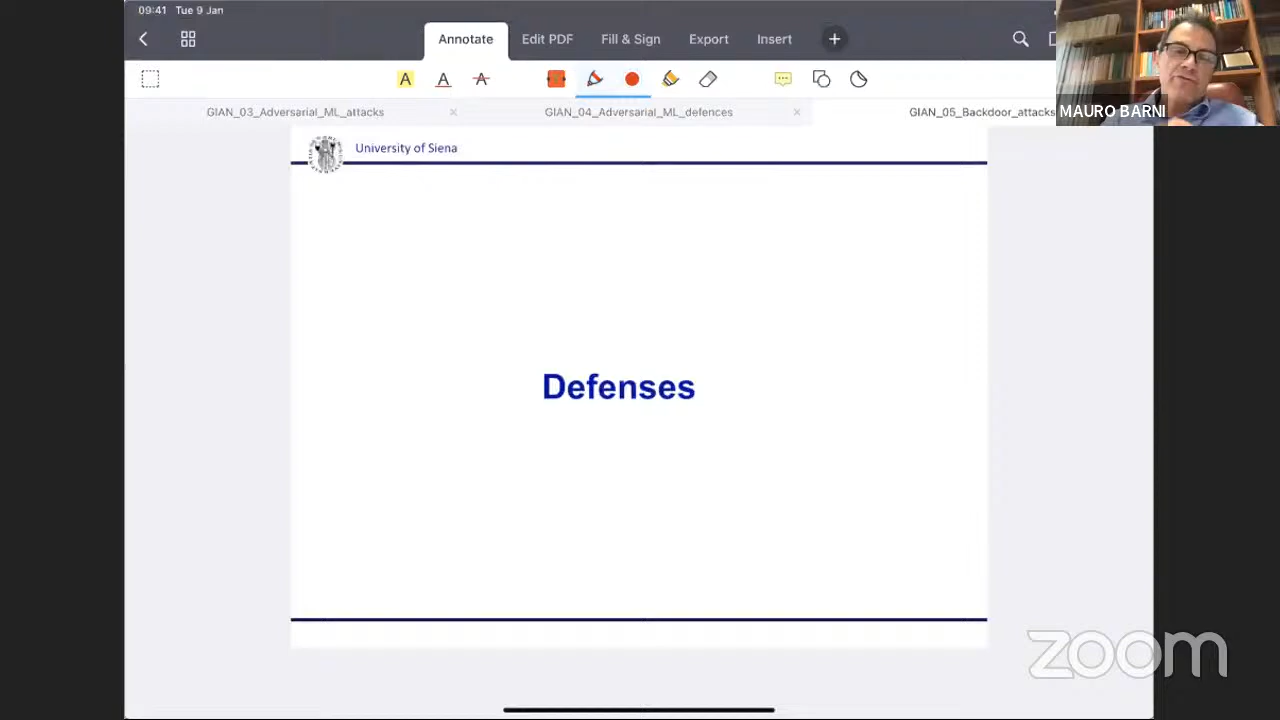 09:41 Tue 9 Jan
Annotate
Edit PDF
Fill & Sign
Export
Insert
A A A
GIAN_03_Adversarial_ML_attacks
GIAN_04_Adversarial_ML_defences
GIAN_05_Backdoor_attacks
MAURO BARNI
University of Siena
Defenses
zoom